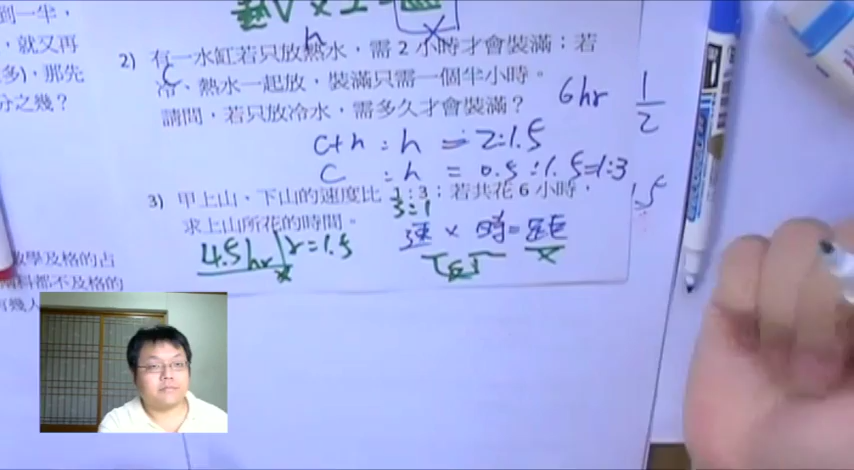 到一半，
，就又再
多)，那先
分之幾？
2) 有一水缸若只放熱水，需 2 小時才會裝滿；若
h
C
冷、熱水一起放，裝滿只需一個半小時。
請問，若只放冷水，需多久才會裝滿？
6hr
1/2
C+h : h = 2:1.5
C : h = 0.5:1.5=1:3
1.5
3) 甲上山、下山的速度比 1:3；若共花 6 小時，
3:1
求上山所花的時間。
速 × 時=距
4.5hr
r=1.5
反
數學及格的占
兩科都不及格的
有幾人